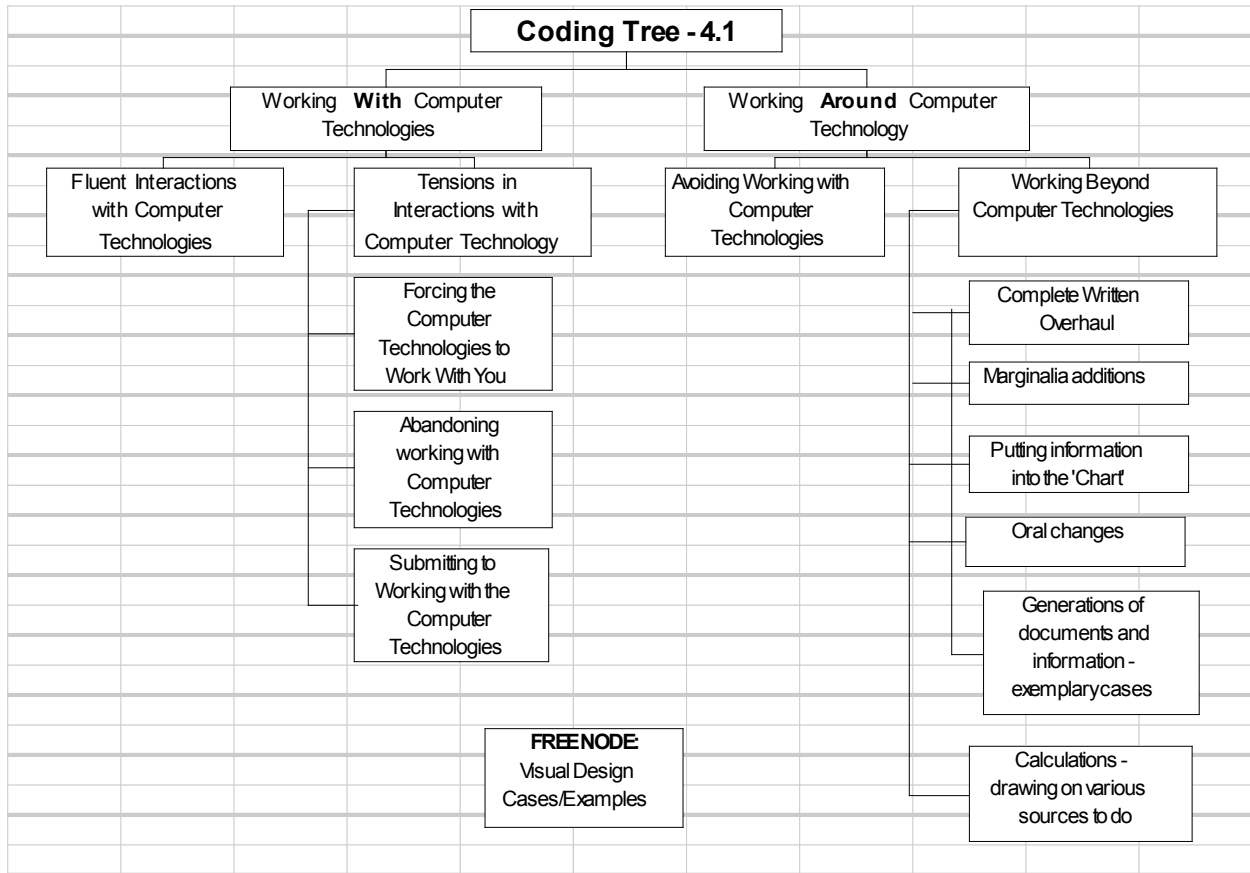 Coding Tree - 4.1
Working With Computer
Technologies
Working Around Computer
Technology
Fluent Interactions
with Computer
Technologies
Tensions in
Interactions with
Computer Technology
Avoiding Working with
Computer
Technologies
Working Beyond
Computer Technologies
Forcing the
Computer
Technologies to
Work With You
Abandoning
working with
Computer
Technologies
Submitting to
Working with the
Computer
Technologies
Complete Written
Overhaul
Marginalia additions
Putting information
into the 'Chart'
Oral changes
Generations of
documents and
information -
exemplary cases
Calculations -
drawing on various
sources to do
FREE NODE:
Visual Design
Cases/Examples